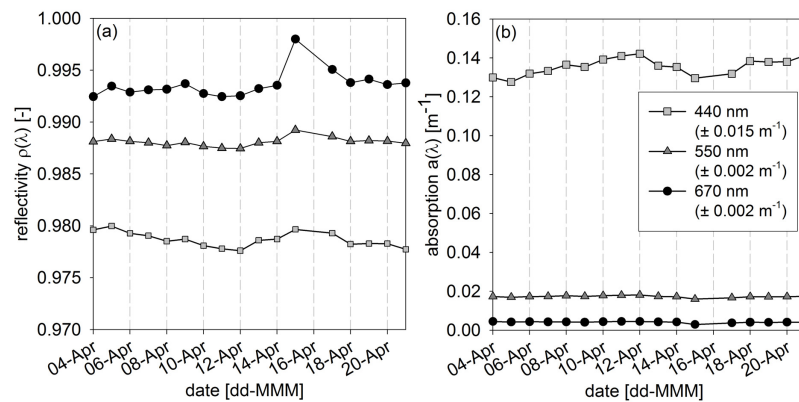 (a)
1.000
0.995
0.990
0.985
0.980
0.975
0.970
reflectivity ρ(λ) [-]
04-Apr
06-Apr
08-Apr
10-Apr
12-Apr
14-Apr
16-Apr
18-Apr
20-Apr
date [dd-MMM]
(b)
0.16
0.14
0.12
0.10
0.08
0.06
0.04
0.02
0.00
absorption a(λ) [m⁻¹]
440 nm
(± 0.015 m⁻¹)
550 nm
(± 0.002 m⁻¹)
670 nm
(± 0.002 m⁻¹)
04-Apr
06-Apr
08-Apr
10-Apr
12-Apr
14-Apr
16-Apr
18-Apr
20-Apr
date [dd-MMM]